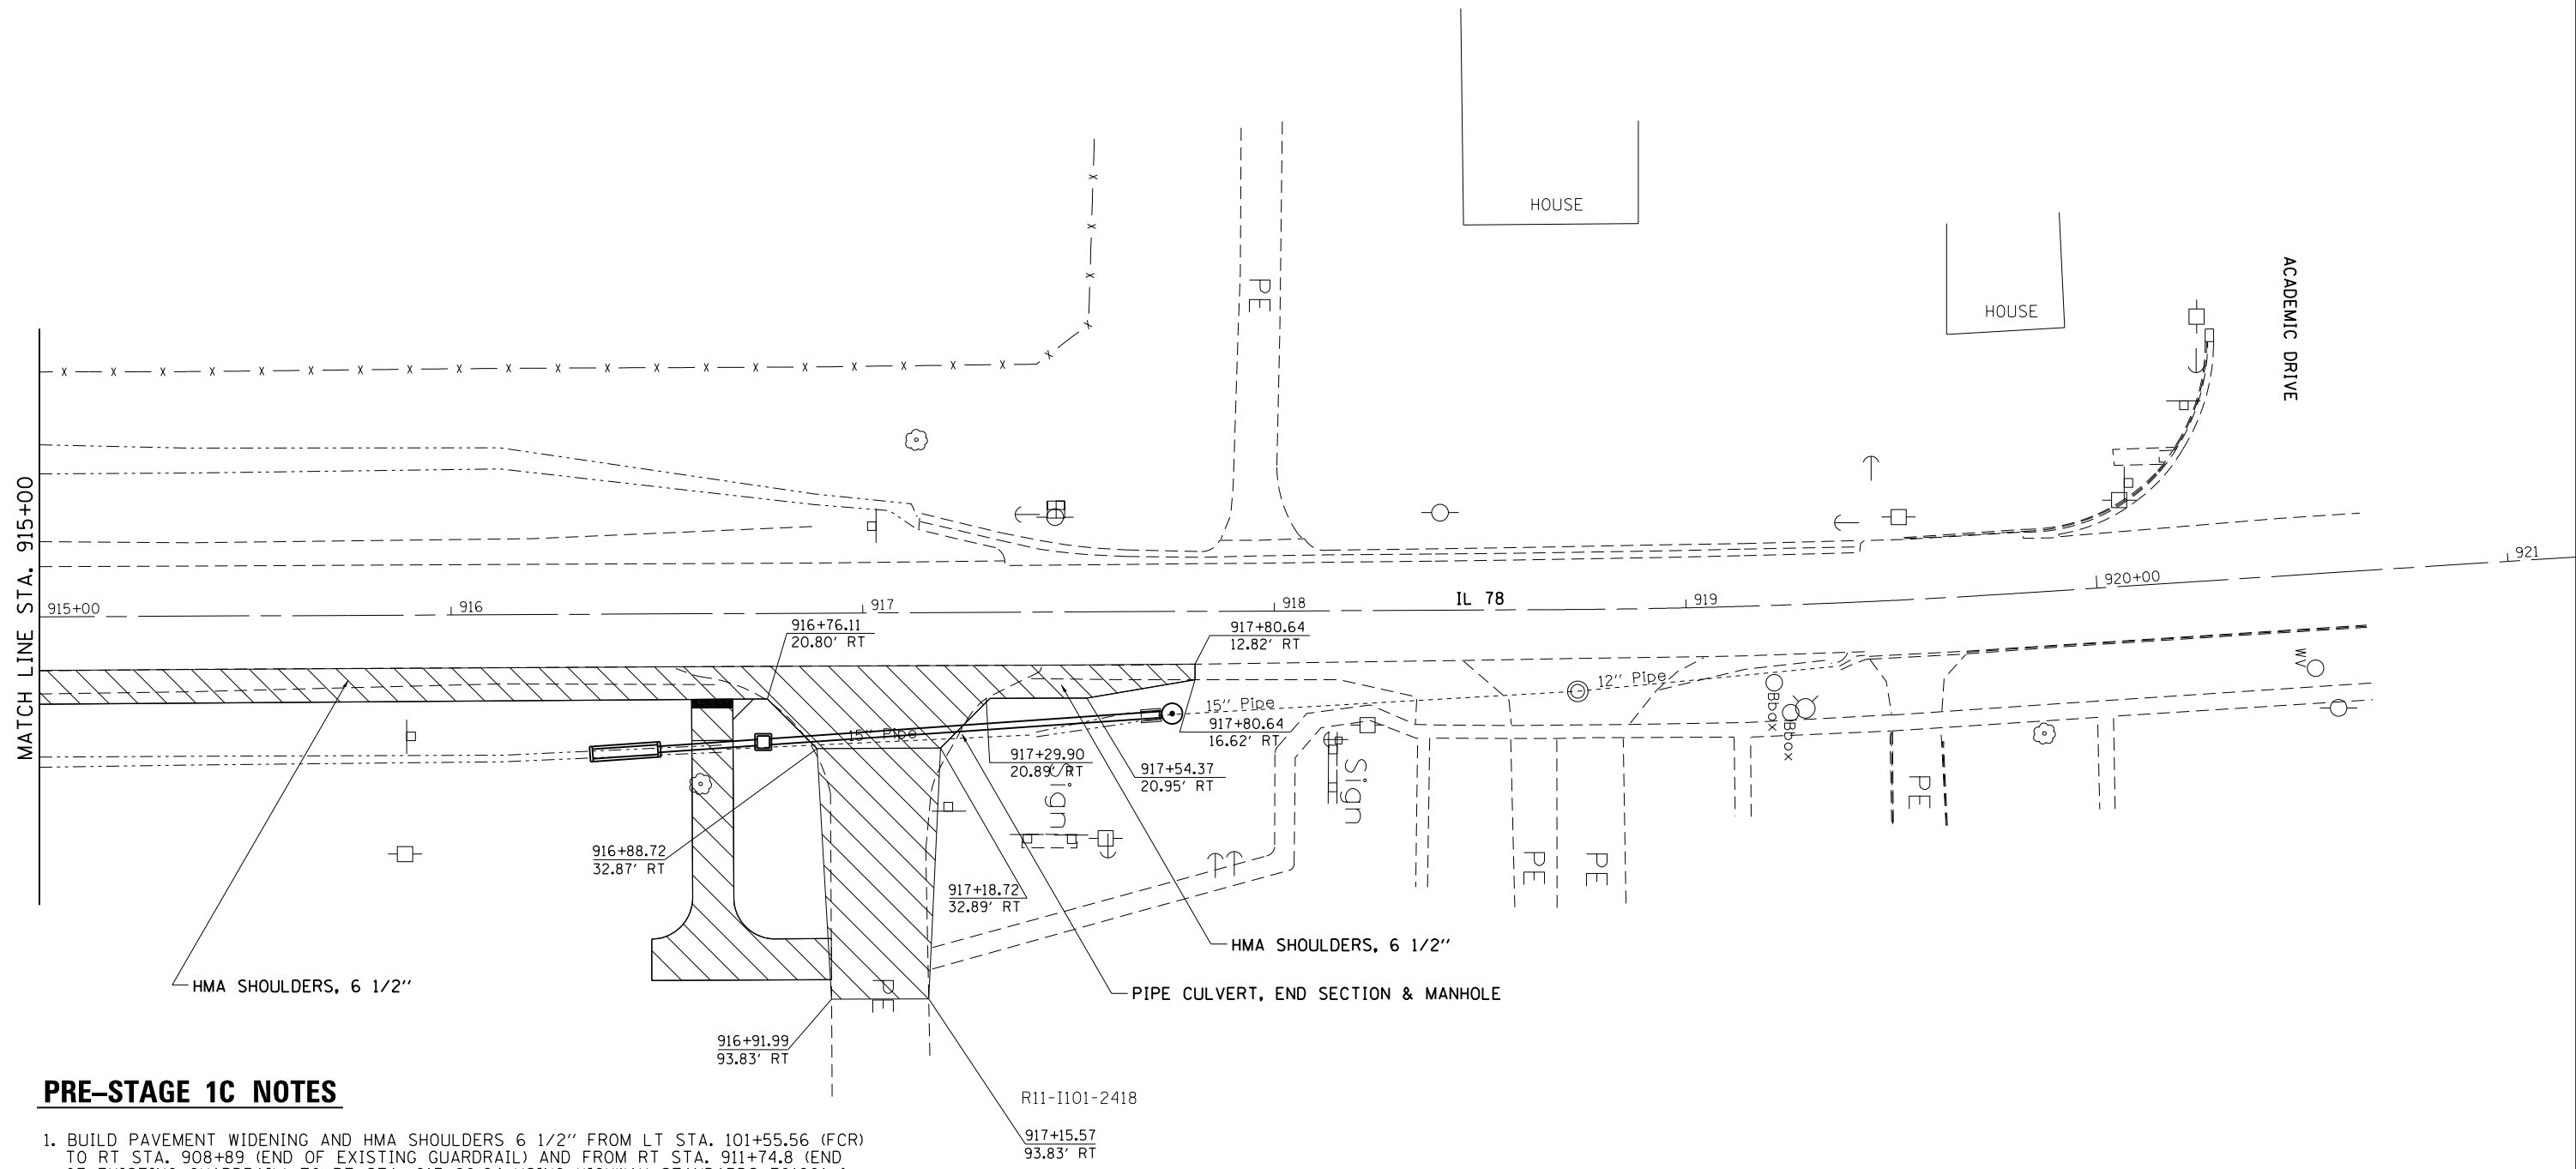 HOUSE
HOUSE
PE
ACADEMIC DRIVE
MATCH LINE STA. 915+00
915+00
916
917
918
IL 78
919
920+00
921
916+76.11
20.80' RT
917+80.64
12.82' RT
12" Pipe
15" Pipe
917+80.64
16.62' RT
15" Pipe
917+29.90
20.89' RT
917+54.37
20.95' RT
Sign
Sign
Bbox
Bbox
WV
PE
PE
PE
916+88.72
32.87' RT
917+18.72
32.89' RT
HMA SHOULDERS, 6 1/2"
HMA SHOULDERS, 6 1/2"
PIPE CULVERT, END SECTION & MANHOLE
PE
916+91.99
93.83' RT
R11-I101-2418
917+15.57
93.83' RT
PRE-STAGE 1C NOTES
1. BUILD PAVEMENT WIDENING AND HMA SHOULDERS 6 1/2" FROM LT STA. 101+55.56 (FCR)
TO RT STA. 908+89 (END OF EXISTING GUARDRAIL) AND FROM RT STA. 911+74.8 (END